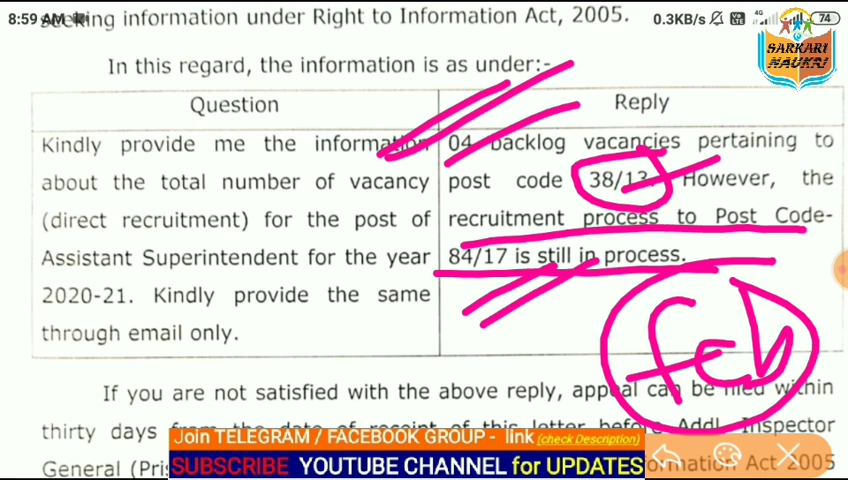 8:59 AM
0.3KB/s
4G
74
seeking information under Right to Information Act, 2005.
SARKARI
NAUKRI
In this regard, the information is as under:-
Question
Kindly provide me the information
about the total number of vacancy
(direct recruitment) for the post of
Assistant Superintendent for the year
2020-21. Kindly provide the same
through email only.
Reply
04 backlog vacancies pertaining to
post code 38/13. However, the
recruitment process to Post Code-
84/17 is still in process.
feb
If you are not satisfied with the above reply, appeal can be filed within
thirty days from the date of receipt of this letter before Addl. Inspector
General
Act 2005
Join TELEGRAM / FACEBOOK GROUP - link (check Description)
SUBSCRIBE YOUTUBE CHANNEL for UPDATES